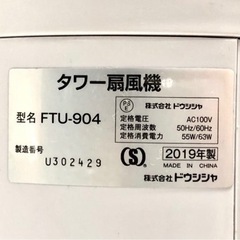 タワー扇風機
型名 FTU-904
製造番号
U302429
PSE
株式会社 ドウシシャ
定格電圧 AC100V
定格周波数 50Hz/60Hz
定格消費電力 55W/63W
S
2019年製
株式会社 ドウシシャ